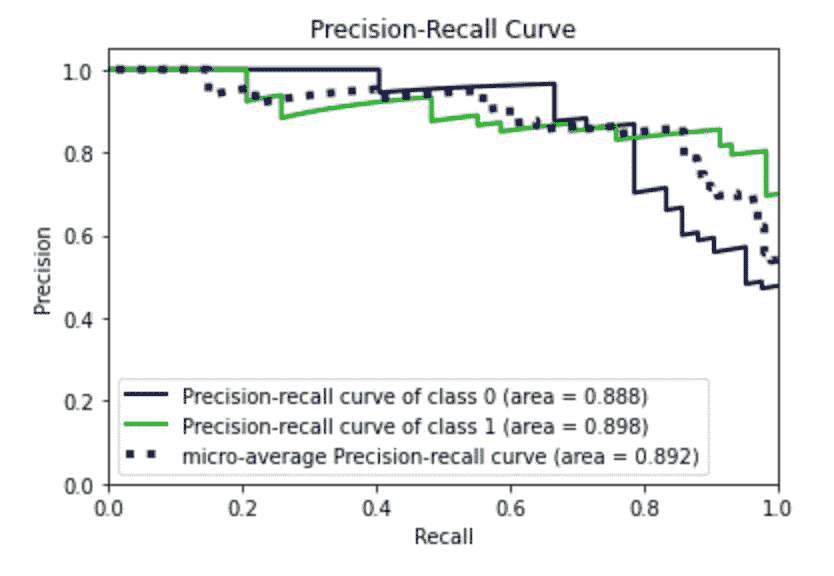 Precision-Recall Curve
1.0
0.8
0.6
0.4
0.2
0.0
Precision
Precision-recall curve of class 0 (area = 0.888)
Precision-recall curve of class 1 (area = 0.898)
micro-average Precision-recall curve (area = 0.892)
0.0 0.2 0.4 0.6 0.8 1.0
Recall